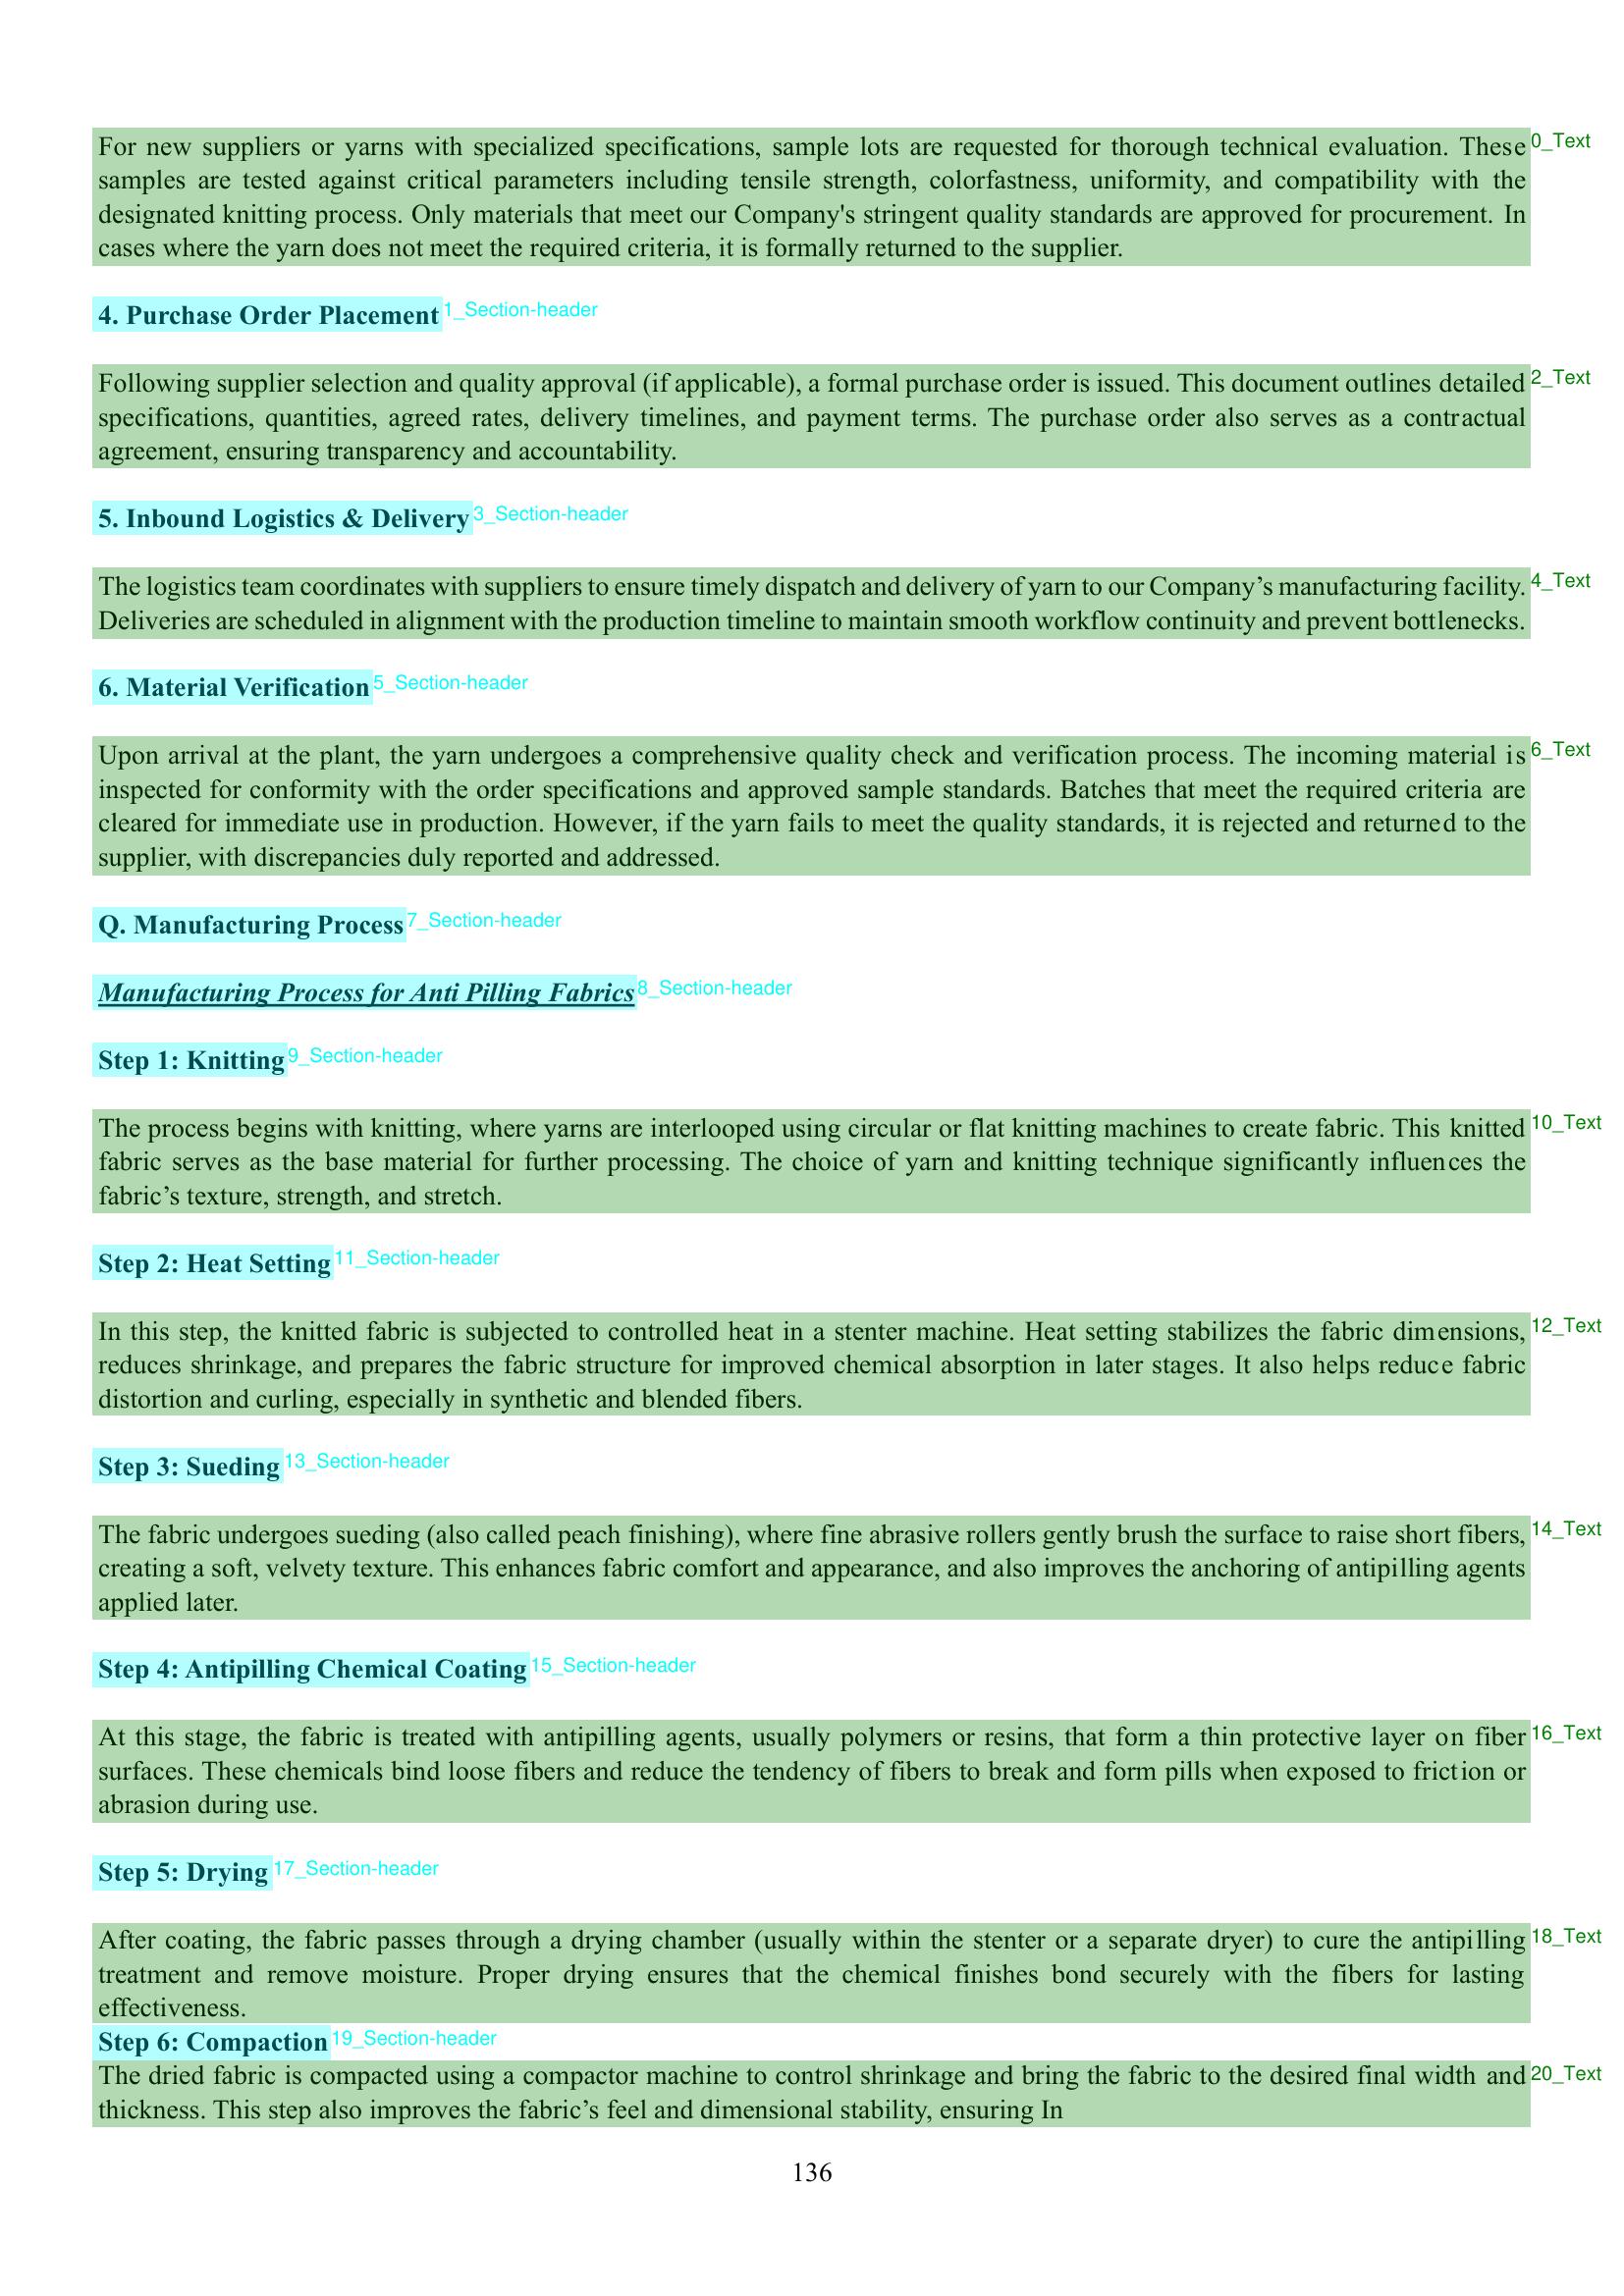 For new suppliers or yarns with specialized specifications, sample lots are requested for thorough technical evaluation. These 0_Text
samples are tested against critical parameters including tensile strength, colorfastness, uniformity, and compatibility with the
designated knitting process. Only materials that meet our Company's stringent quality standards are approved for procurement. In
cases where the yarn does not meet the required criteria, it is formally returned to the supplier.
4. Purchase Order Placement 1_Section-header
Following supplier selection and quality approval (if applicable), a formal purchase order is issued. This document outlines detailed 2_Text
specifications, quantities, agreed rates, delivery timelines, and payment terms. The purchase order also serves as a contractual
agreement, ensuring transparency and accountability.
5. Inbound Logistics & Delivery 3_Section-header
The logistics team coordinates with suppliers to ensure timely dispatch and delivery of yarn to our Company’s manufacturing facility. 4_Text
Deliveries are scheduled in alignment with the production timeline to maintain smooth workflow continuity and prevent bottlenecks.
6. Material Verification 5_Section-header
Upon arrival at the plant, the yarn undergoes a comprehensive quality check and verification process. The incoming material is 6_Text
inspected for conformity with the order specifications and approved sample standards. Batches that meet the required criteria are
cleared for immediate use in production. However, if the yarn fails to meet the quality standards, it is rejected and returned to the
supplier, with discrepancies duly reported and addressed.
Q. Manufacturing Process 7_Section-header
Manufacturing Process for Anti Pilling Fabrics 8_Section-header
Step 1: Knitting 9_Section-header
The process begins with knitting, where yarns are interlooped using circular or flat knitting machines to create fabric. This knitted 10_Text
fabric serves as the base material for further processing. The choice of yarn and knitting technique significantly influences the
fabric’s texture, strength, and stretch.
Step 2: Heat Setting 11_Section-header
In this step, the knitted fabric is subjected to controlled heat in a stenter machine. Heat setting stabilizes the fabric dimensions, 12_Text
reduces shrinkage, and prepares the fabric structure for improved chemical absorption in later stages. It also helps reduce fabric
distortion and curling, especially in synthetic and blended fibers.
Step 3: Sueding 13_Section-header
The fabric undergoes sueding (also called peach finishing), where fine abrasive rollers gently brush the surface to raise short fibers, 14_Text
creating a soft, velvety texture. This enhances fabric comfort and appearance, and also improves the anchoring of antipilling agents
applied later.
Step 4: Antipilling Chemical Coating 15_Section-header
At this stage, the fabric is treated with antipilling agents, usually polymers or resins, that form a thin protective layer on fiber 16_Text
surfaces. These chemicals bind loose fibers and reduce the tendency of fibers to break and form pills when exposed to friction or
abrasion during use.
Step 5: Drying 17_Section-header
After coating, the fabric passes through a drying chamber (usually within the stenter or a separate dryer) to cure the antipilling 18_Text
treatment and remove moisture. Proper drying ensures that the chemical finishes bond securely with the fibers for lasting
effectiveness.
Step 6: Compaction 19_Section-header
The dried fabric is compacted using a compactor machine to control shrinkage and bring the fabric to the desired final width and 20_Text
thickness. This step also improves the fabric’s feel and dimensional stability, ensuring In
136